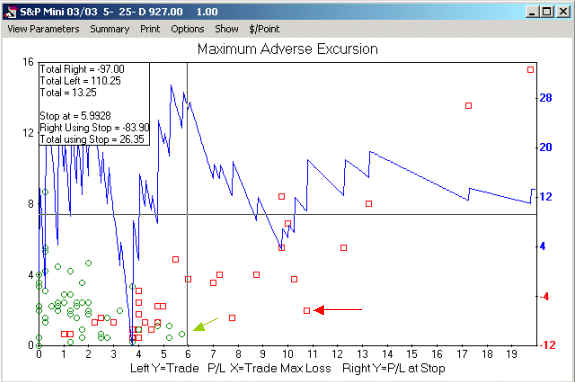 S&P Mini 03/03 5- 25- D 927.00 1.00
View Parameters Summary Print Options Show $/Point
Maximum Adverse Excursion
Total Right = -97.00
Total Left = 110.25
Total = 13.25
Stop at = 5.9928
Right Using Stop = -83.90
Total using Stop = 26.35
16
12
8
4
0
28
20
12
4
-4
-12
0 1 2 3 4 5 6 7 8 9 10 11 12 13 14 15 16 17 18 19
Left Y=Trade P/L X=Trade Max Loss Right Y=P/L at Stop